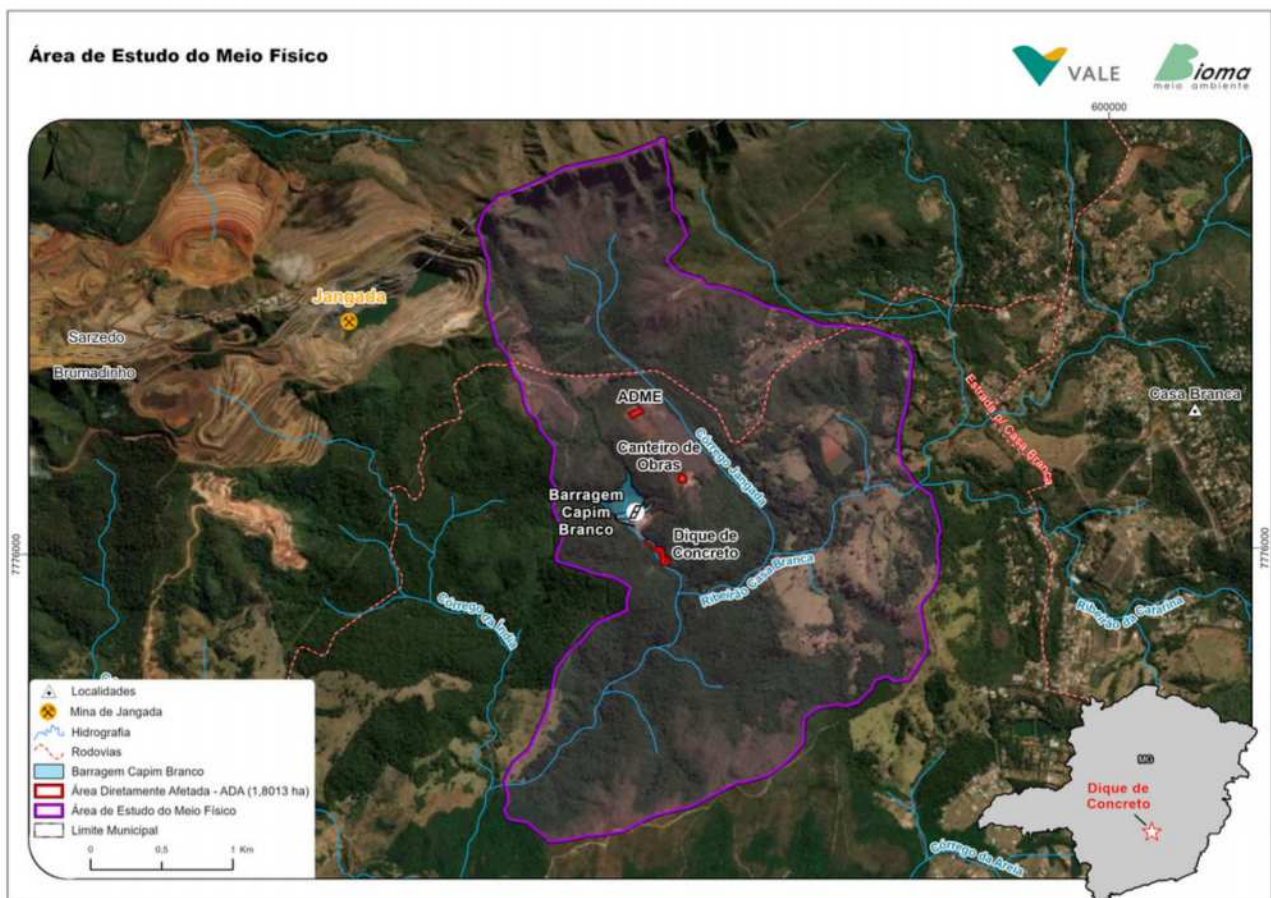 Área de Estudo do Meio Físico
VALE
Bioma
meio ambiente
600000
Jangada
Sarzedo
Brumadinho
ADME
Canteiro de
Obras
Córrego Jangada
Estrada p/ Casa Branca
Casa Branca
Barragem
Capim
Branco
Dique de
Concreto
7776000
7776000
Ribeirão Casa Branca
Córrego da Índia
Ribeirão da Catarina
Localidades
Mina de Jangada
Hidrografia
Rodovias
Barragem Capim Branco
Área Diretamente Afetada - ADA (1,8013 ha)
Área de Estudo do Meio Físico
Limite Municipal
0 0,5 1 Km
MG
Dique de
Concreto
Córrego da Areia